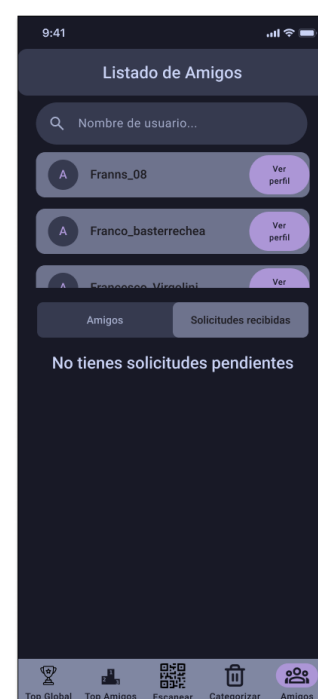 9:41
Listado de Amigos
Nombre de usuario...
A
Franns_08
Ver
perfil
A
Franco_basterrechea
Ver
perfil
A
Francesco_Virgolini
Ver
Amigos
Solicitudes recibidas
No tienes solicitudes pendientes
Top Global
Top Amigos
Escanear
Categorizar
Amigos